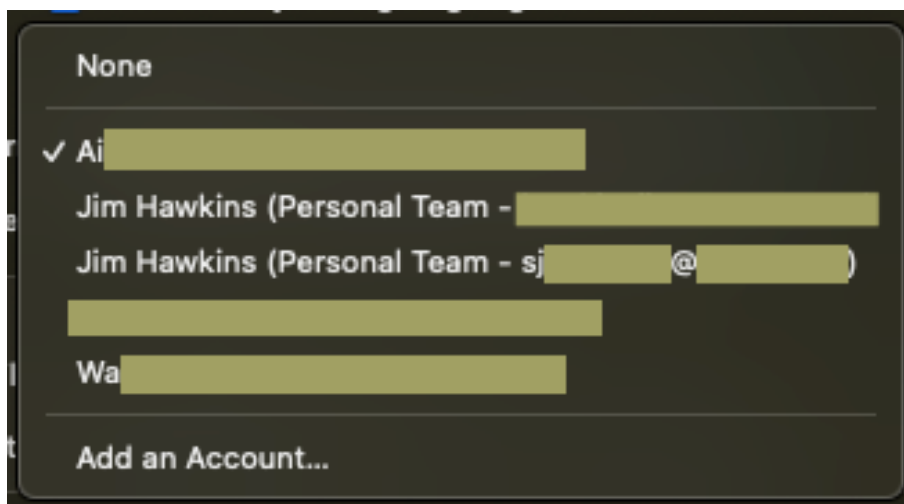 None
✓ Ai
Jim Hawkins (Personal Team -
Jim Hawkins (Personal Team - sj @ )
Wa
Add an Account...